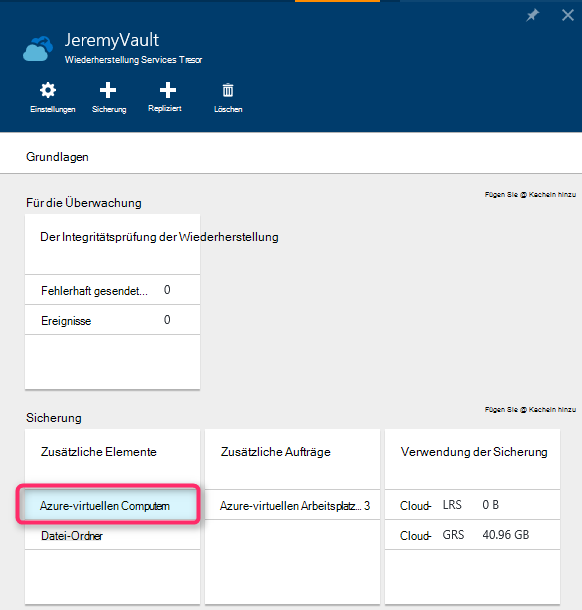 JeremyVault
Wiederherstellung Services Tresor
Einstellungen
Sicherung
Repliziert
Löschen
Grundlagen
Für die Überwachung
Fügen Sie @ Kacheln hinzu
Der Integritätsprüfung der Wiederherstellung
Fehlerhaft gesendet... 0
Ereignisse 0
Sicherung
Fügen Sie @ Kacheln hinzu
Zusätzliche Elemente
Azure-virtuellen Computern
Datei-Ordner
Zusätzliche Aufträge
Azure-virtuellen Arbeitsplatz... 3
Verwendung der Sicherung
Cloud- LRS 0 B
Cloud- GRS 40.96 GB